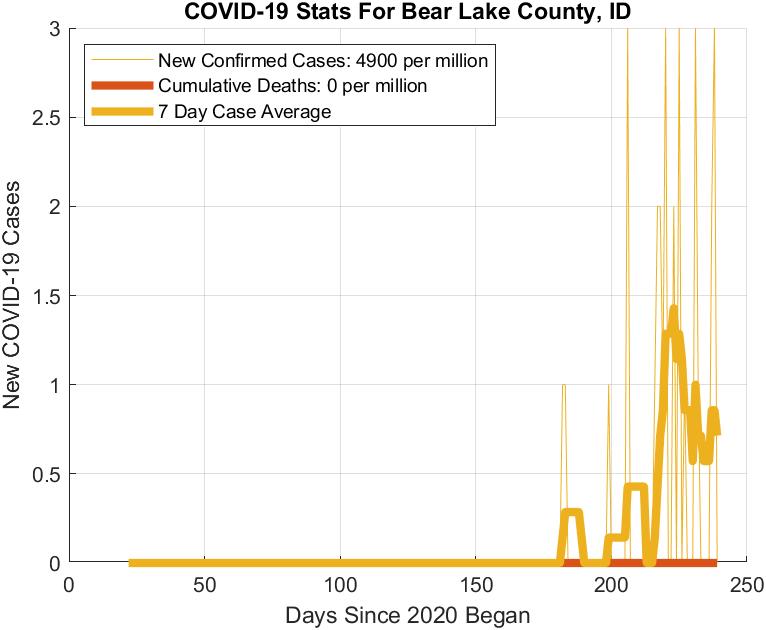 COVID-19 Stats For Bear Lake County, ID
New Confirmed Cases: 4900 per million
Cumulative Deaths: 0 per million
7 Day Case Average
New COVID-19 Cases
3
2.5
2
1.5
1
0.5
0
0 50 100 150 200 250
Days Since 2020 Began